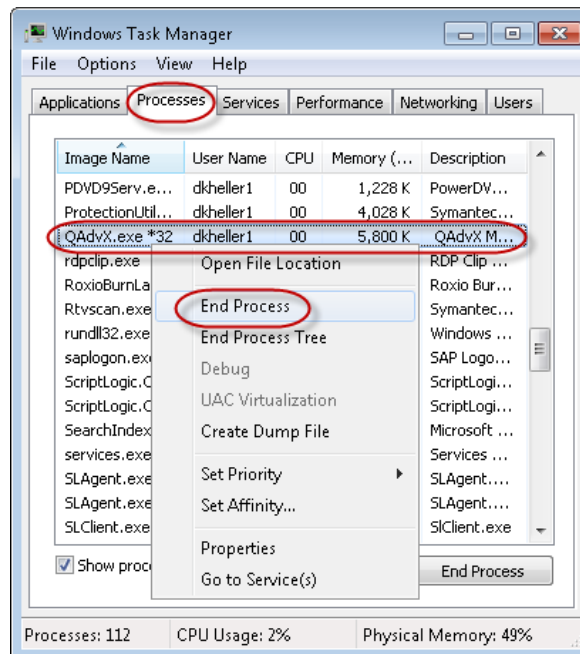 Windows Task Manager
File Options View Help
Applications Processes Services Performance Networking Users
Image Name User Name CPU Memory (... Description
PDVD9Serv.e... dkheller1 00 1,228 K PowerDV...
ProtectionUtil... dkheller1 00 4,028 K Symantec...
QAdvX.exe *32 dkheller1 00 5,800 K QAdvX M...
rdpclip.exe Open File Location RDP Clip ...
RoxioBurnLa Roxio Bur...
Rtvscan.exe End Process Symantec...
rundll32.exe End Process Tree Windows ...
saplogon.exe SAP Logo...
ScriptLogic.C Debug ScriptLogi...
ScriptLogic.C UAC Virtualization ScriptLogi...
SearchIndex Create Dump File Microsoft ...
services.exe Services ...
SLAgent.exe Set Priority SLAgent....
SLAgent.exe Set Affinity... SLAgent....
SLClient.exe SlClient.exe
Properties
Show proc Go to Service(s) End Process
Processes: 112 CPU Usage: 2% Physical Memory: 49%